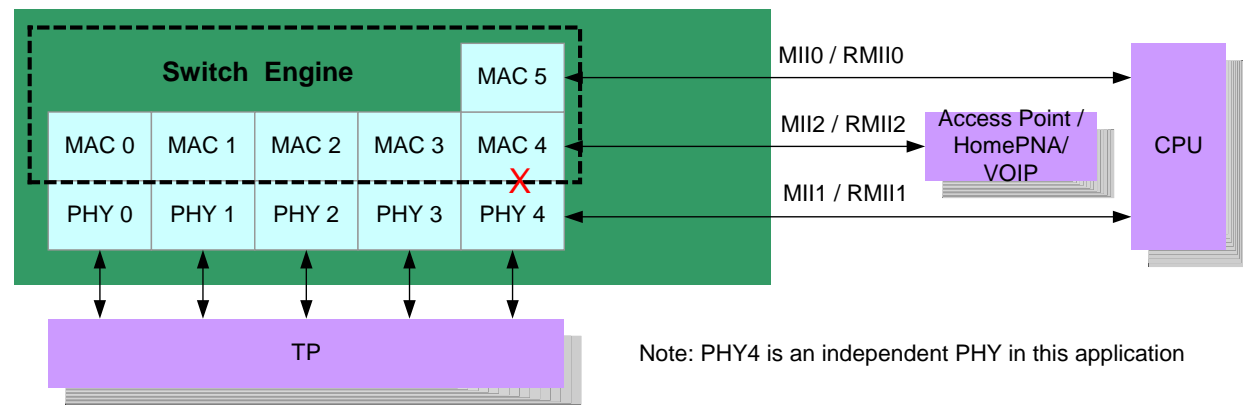 Switch Engine
MAC 5
MAC 0
MAC 1
MAC 2
MAC 3
MAC 4
X
PHY 0
PHY 1
PHY 2
PHY 3
PHY 4
MII0 / RMII0
MII2 / RMII2
MII1 / RMII1
Access Point /
HomePNA/
VOIP
CPU
TP
Note: PHY4 is an independent PHY in this application